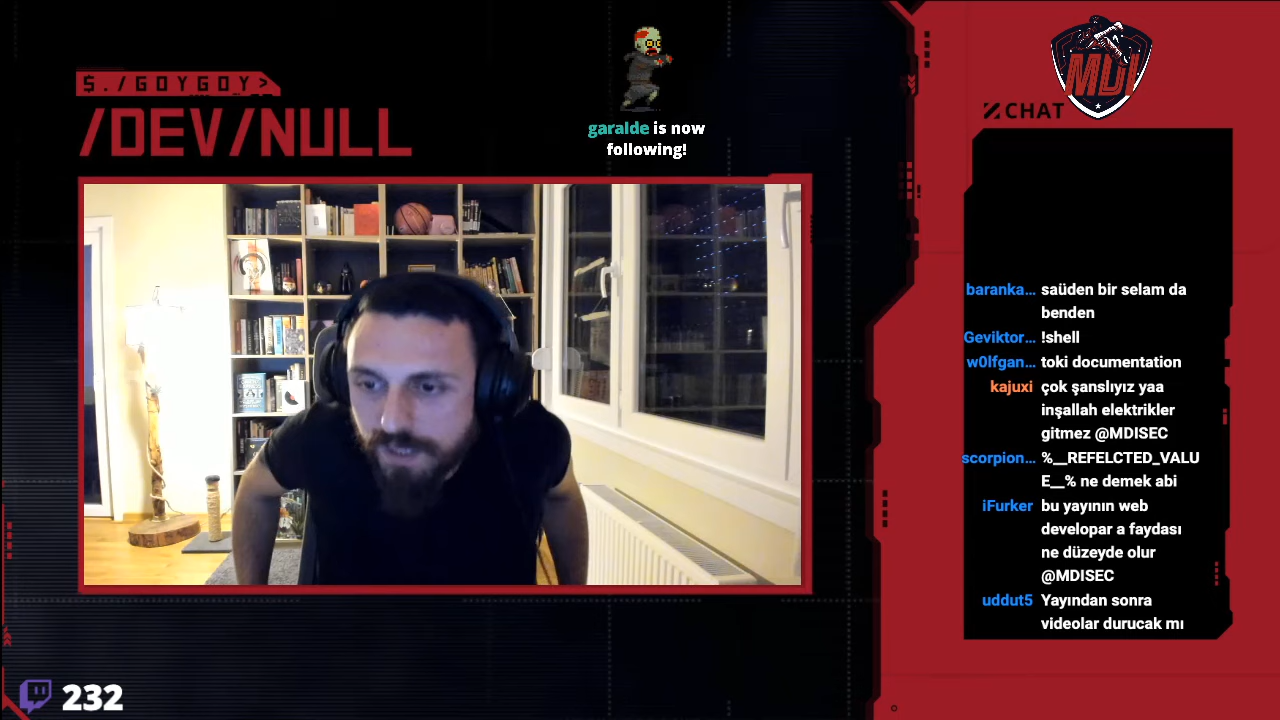 $./GOYGOY>
/DEV/NULL
garalde is now
following!
MDI
CHAT
baranka… saüden bir selam da
benden
Geviktor… !shell
w0lfgan… toki documentation
kajuxi çok şanslıyız yaa
inşallah elektrikler
gitmez @MDISEC
scorpion… %__REFELCTED_VALU
E__% ne demek abi
iFurker bu yayının web
developar a faydası
ne düzeyde olur
@MDISEC
uddut5 Yayından sonra
videolar durucak mı
232